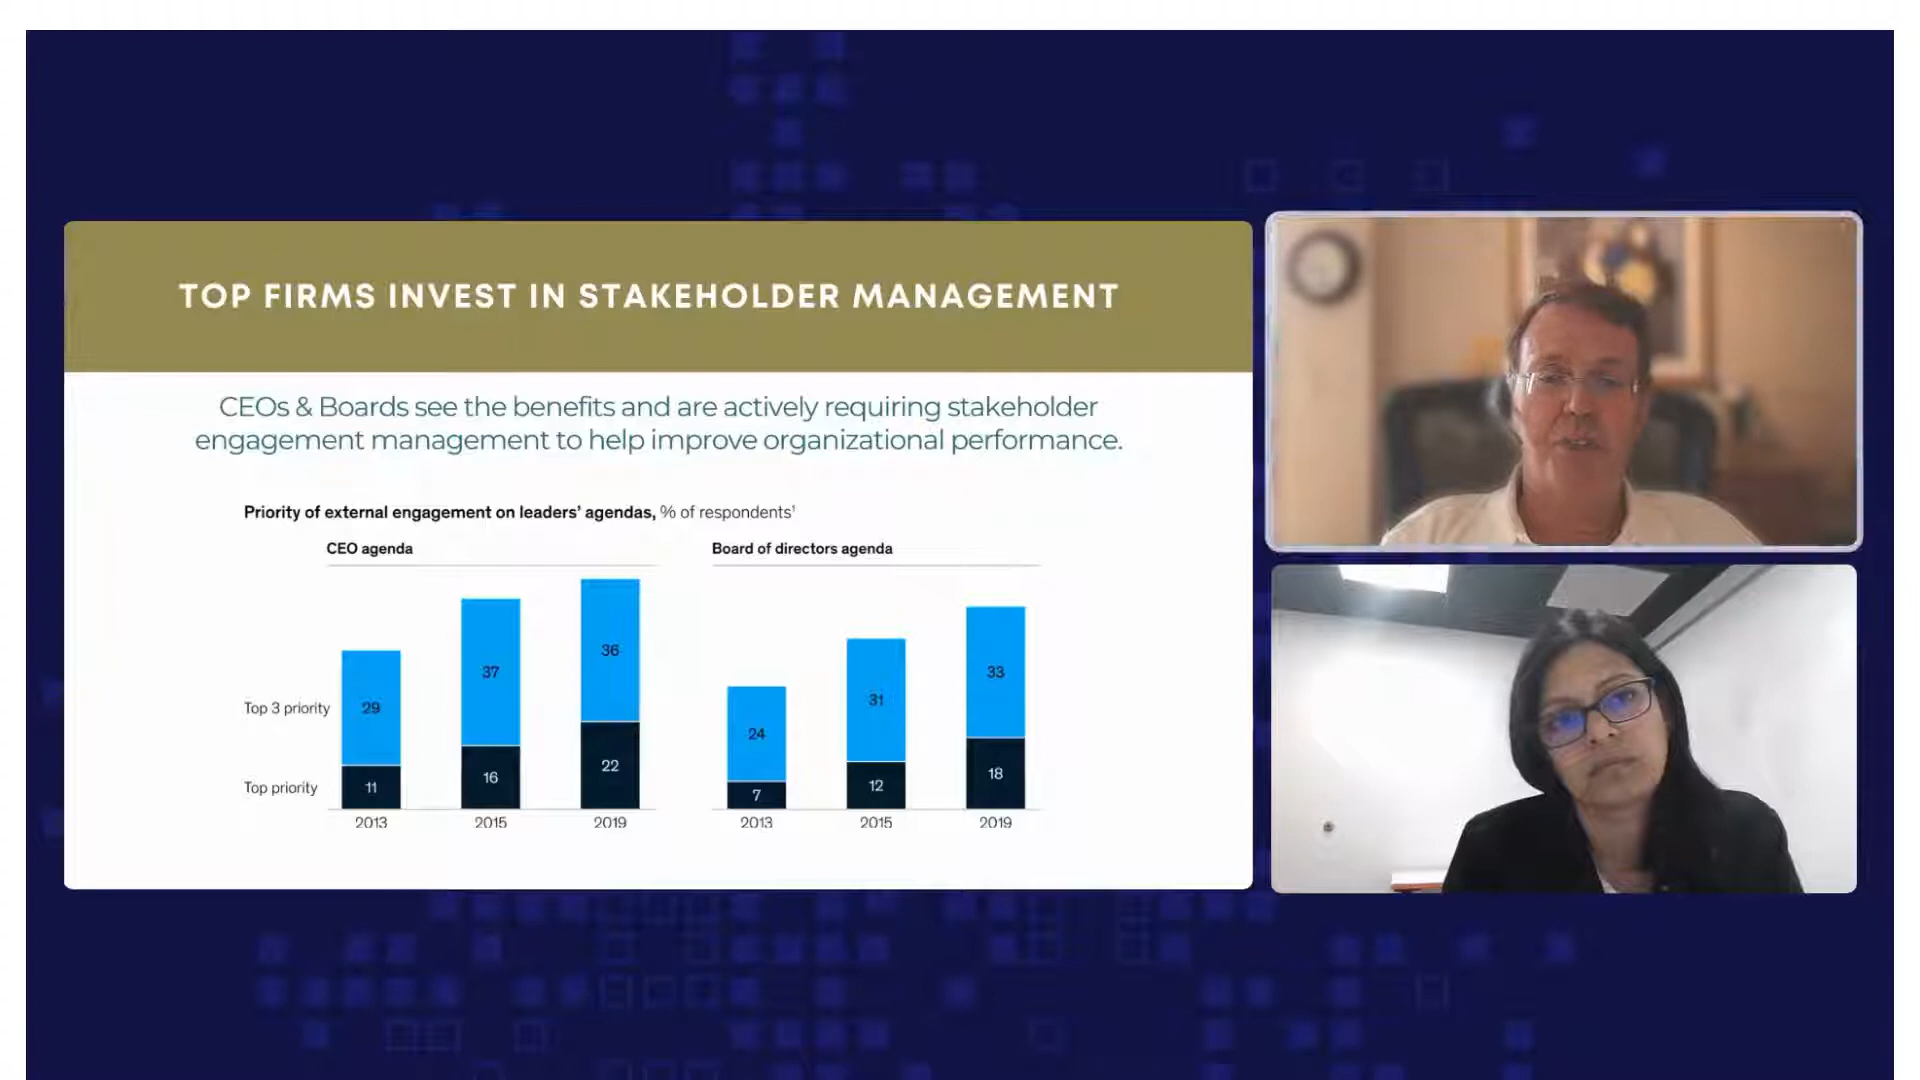 TOP FIRMS INVEST IN STAKEHOLDER MANAGEMENT
CEOs & Boards see the benefits and are actively requiring stakeholder
engagement management to help improve organizational performance.
Priority of external engagement on leaders’ agendas, % of respondents¹
CEO agenda
Board of directors agenda
36
37
33
31
Top 3 priority
29
24
22
18
16
12
Top priority
11
7
2013
2015
2019
2013
2015
2019